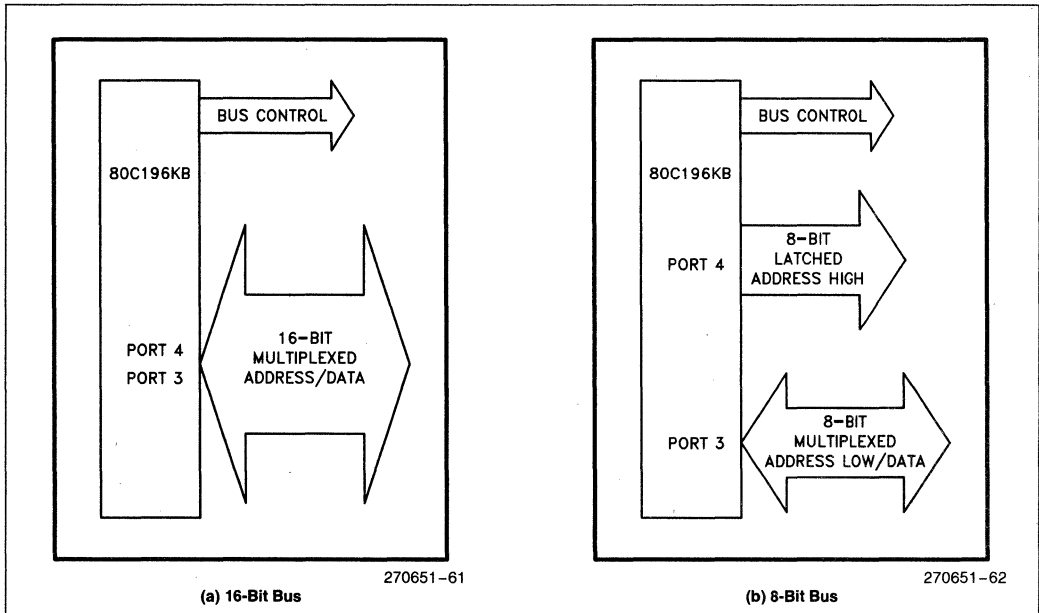 BUS CONTROL
80C196KB
PORT 4
PORT 3
16-BIT
MULTIPLEXED
ADDRESS/DATA
270651-61
(a) 16-Bit Bus
BUS CONTROL
80C196KB
8-BIT
LATCHED
ADDRESS HIGH
PORT 4
8-BIT
MULTIPLEXED
ADDRESS LOW/DATA
PORT 3
270651-62
(b) 8-Bit Bus